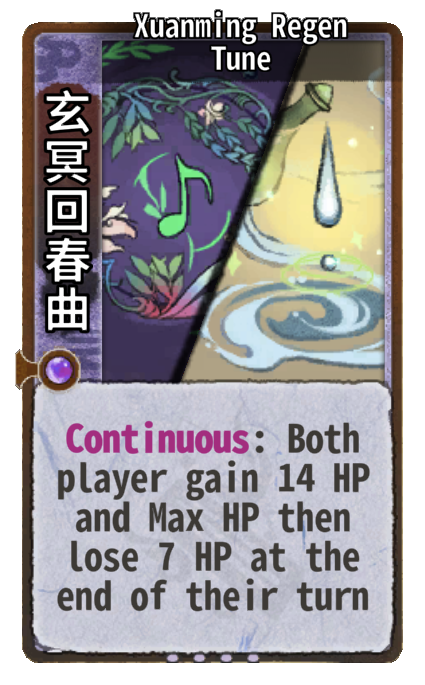 Xuanming Regen
Tune
玄冥回春曲
Continuous: Both
player gain 14 HP
and Max HP then
lose 7 HP at the
end of their turn